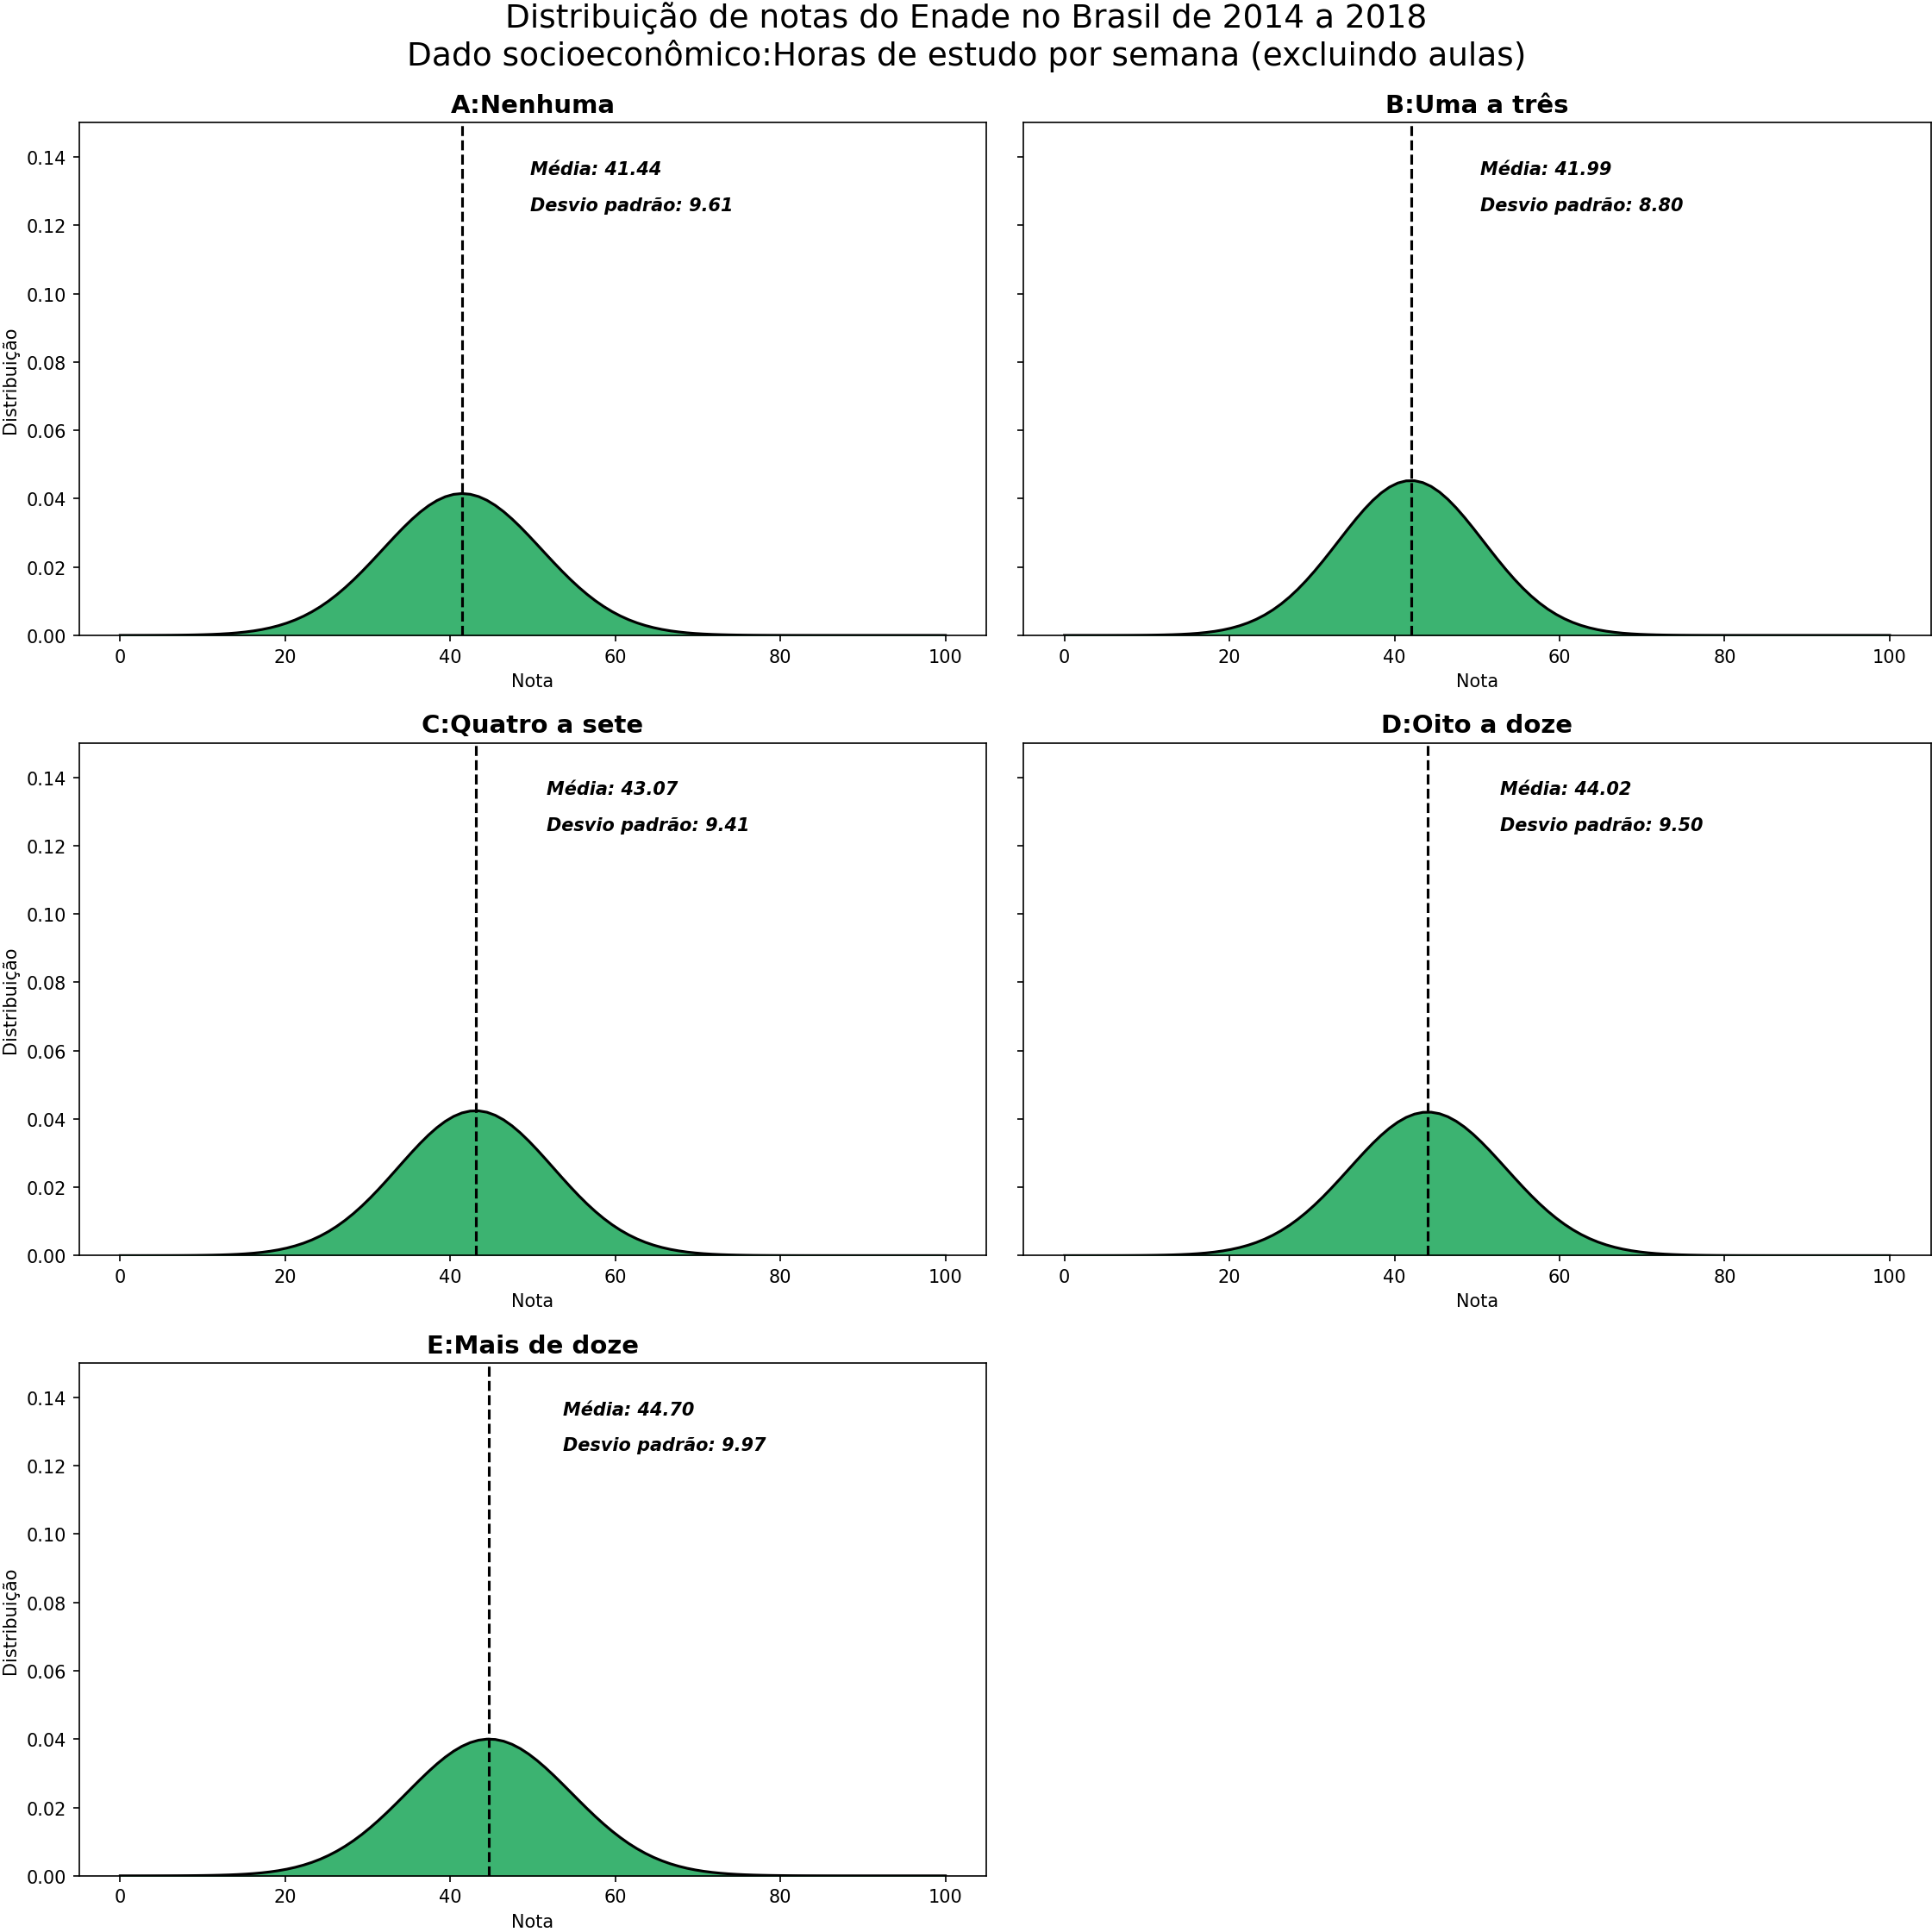 Distribuição de notas do Enade no Brasil de 2014 a 2018
Dado socioeconômico:Horas de estudo por semana (excluindo aulas)
A:Nenhuma
Média: 41.44
Desvio padrão: 9.61
Distribuição
0.14
0.12
0.10
0.08
0.06
0.04
0.02
0.00
0 20 40 60 80 100
Nota
B:Uma a três
Média: 41.99
Desvio padrão: 8.80
0 20 40 60 80 100
Nota
C:Quatro a sete
Média: 43.07
Desvio padrão: 9.41
Distribuição
0.14
0.12
0.10
0.08
0.06
0.04
0.02
0.00
0 20 40 60 80 100
Nota
D:Oito a doze
Média: 44.02
Desvio padrão: 9.50
0 20 40 60 80 100
Nota
E:Mais de doze
Média: 44.70
Desvio padrão: 9.97
Distribuição
0.14
0.12
0.10
0.08
0.06
0.04
0.02
0.00
0 20 40 60 80 100
Nota